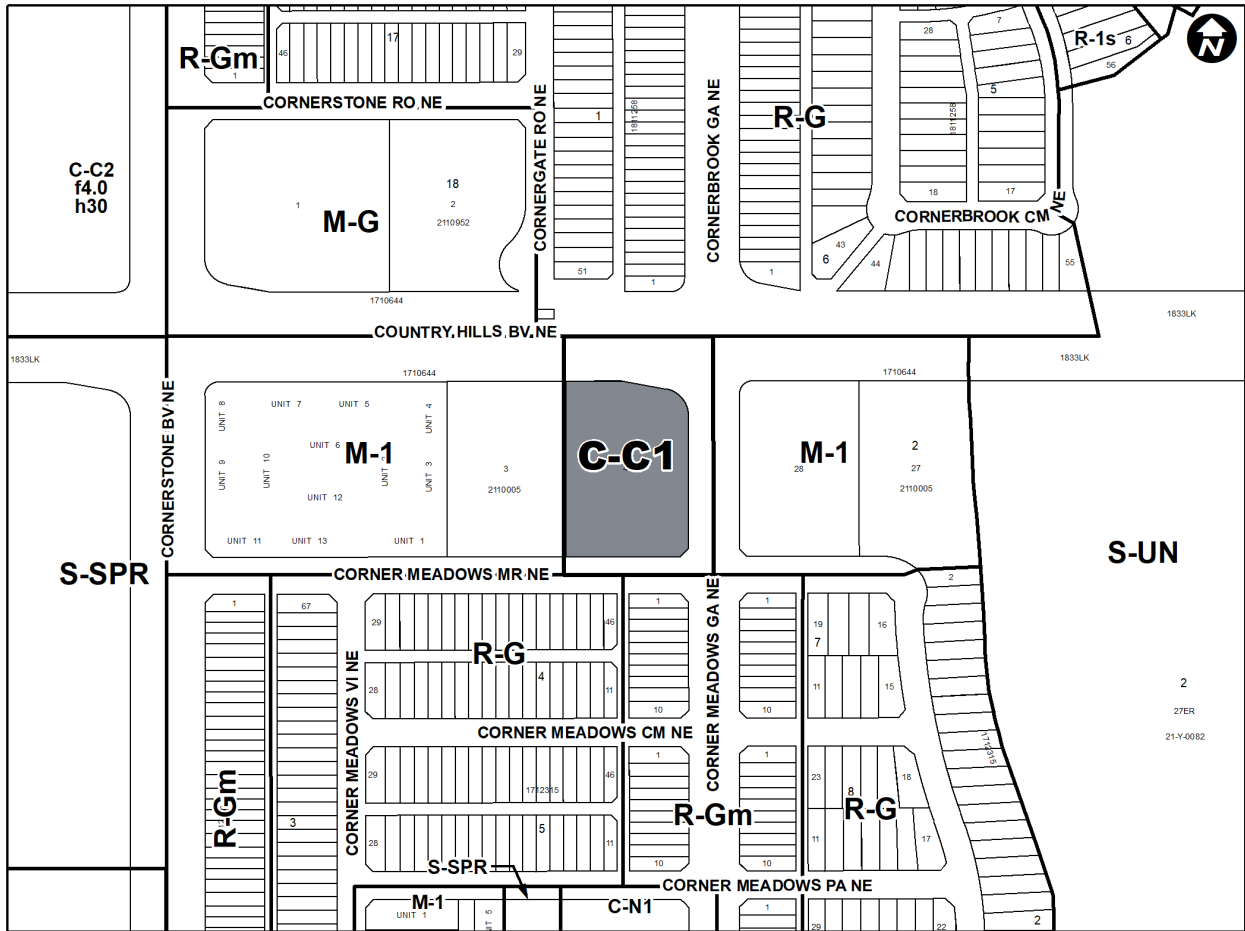 R-Gm
1
46
17
29
28
7
R-1s 6
56
N
CORNERSTONE RO NE
CORNERGATE RO NE
1
1811258
CORNERBROOK GA NE
R-G
1811258
5
C-C2
f4.0
h30
1
M-G
18
2
2110952
18
17
CORNERBROOK CM NE
51
1
1
6
43
44
55
1710644
1833LK
COUNTRY HILLS BV NE
1833LK
1710644
1710644
1833LK
CORNERSTONE BV NE
UNIT 8
UNIT 7
UNIT 5
UNIT 4
UNIT 6
M-1
UNIT 9
UNIT 10
UNIT 3
UNIT 12
UNIT 11
UNIT 13
UNIT 1
3
2110005
C-C1
M-1
28
2
27
2110005
S-SPR
S-UN
CORNER MEADOWS MR NE
1
67
29
46
1
1
19
7
16
2
R-G
28
4
11
10
10
11
15
CORNER MEADOWS VI NE
CORNER MEADOWS GA NE
2
27ER
21-Y-0082
CORNER MEADOWS CM NE
29
46
1
1
23
18
1712315
1712315
R-Gm
3
R-Gm
8
R-G
28
5
11
10
10
11
17
S-SPR
CORNER MEADOWS PA NE
M-1
UNIT 1
UNIT 5
C-N1
1
29
22
2